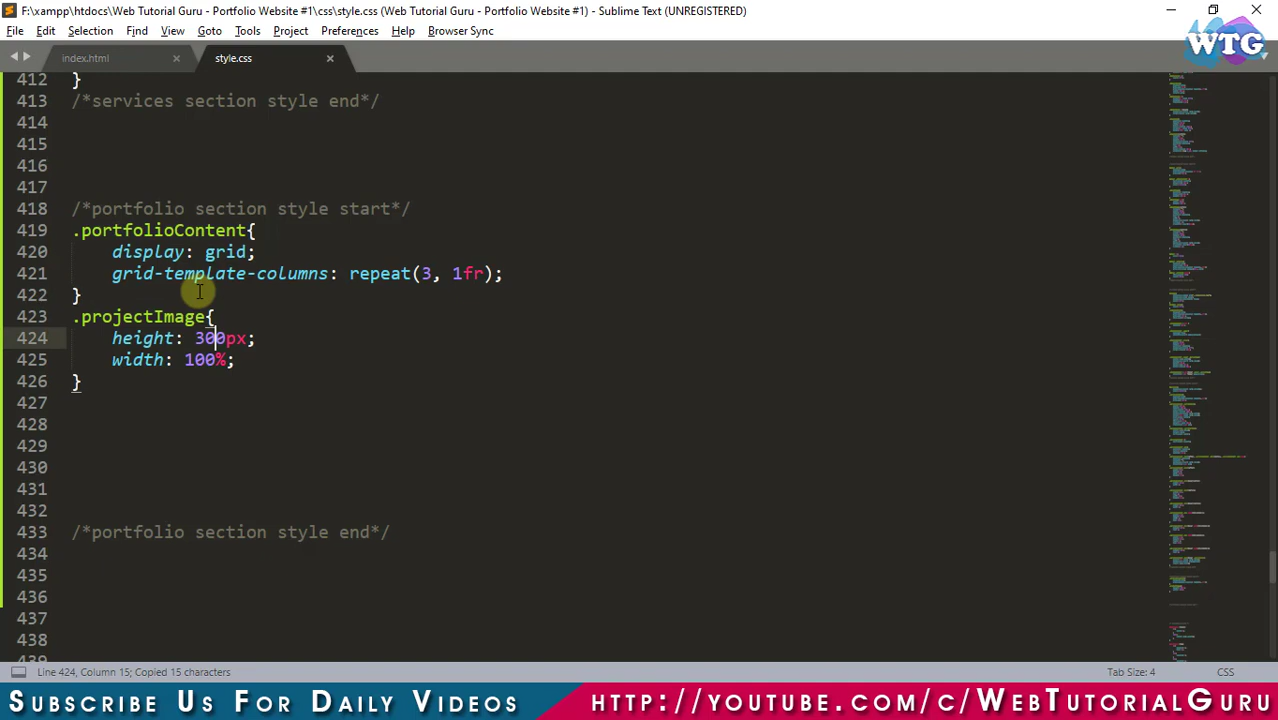 F:\xampp\htdocs\Web Tutorial Guru - Portfolio Website #1\css\style.css (Web Tutorial Guru - Portfolio Website #1) - Sublime Text (UNREGISTERED)
File Edit Selection Find View Goto Tools Project Preferences Help Browser Sync
WTG
index.html style.css
412 }
413 /*services section style end*/
414
415
416
417
418 /*portfolio section style start*/
419 .portfolioContent{
420 display: grid;
421 grid-template-columns: repeat(3, 1fr);
422 }
423 .projectImage{
424 height: 300px;
425 width: 100%;
426 }
427
428
429
430
431
432
433 /*portfolio section style end*/
434
435
436
437
438
439
Line 424, Column 15; Copied 15 characters Tab Size: 4 CSS
Subscribe Us For Daily Videos http://youtube.com/c/WebTutorialGuru